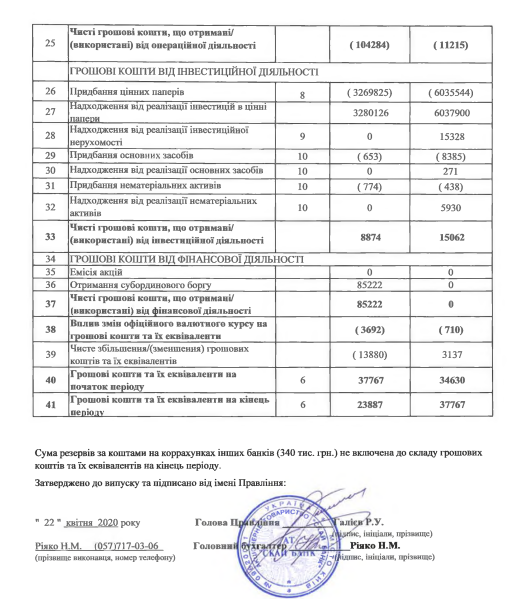 25 Чисті грошові кошти, що отримані/ (104284) (11215)
(використані) від операційної діяльності
ГРОШОВІ КОШТИ ВІД ІНВЕСТИЦІЙНОЇ ДІЯЛЬНОСТІ
26 Придбання цінних паперів 8 (3269825) (6035544)
27 Надходження від реалізації інвестицій в цінні 3280126 6037900
папери
28 Надходження від реалізації інвестиційної 9 0 15328
нерухомості
29 Придбання основних засобів 10 (653) (8385)
30 Надходження від реалізації основних засобів 10 0 271
31 Придбання нематеріальних активів 10 (774) (438)
32 Надходження від реалізації нематеріальних 10 0 5930
активів
33 Чисті грошові кошти, що отримані/ 8874 15062
(використані) від інвестиційної діяльності
34 ГРОШОВІ КОШТИ ВІД ФІНАНСОВОЇ ДІЯЛЬНОСТІ
35 Емісія акцій 0 0
36 Отримання субординового боргу 85222 0
37 Чисті грошові кошти, що отримані/ 85222 0
(використані) від фінансової діяльності
38 Вплив змін офіційного валютного курсу на (3692) (710)
грошові кошти та їх еквіваленти
39 Чисте збільшення/(зменшення) грошових (13880) 3137
коштів та їх еквівалентів
40 Грошові кошти та їх еквіваленти на 6 37767 34630
початок періоду
41 Грошові кошти та їх еквіваленти на кінець 6 23887 37767
періоду
Сума резервів за коштами на коррахунках інших банків (340 тис. грн.) не включена до складу грошових
коштів та їх еквівалентів на кінець періоду.
Затверджено до випуску та підписано від імені Правління:
" 22 " квітня 2020 року Голова Правління Галієв Р.У.
(підпис, ініціали, прізвище)
Ріяко Н.М. (057)717-03-06 Головний бухгалтер Ріяко Н.М.
(прізвище виконавця, номер телефону) (підпис, ініціали, прізвище)
АТ
СКАЙ БАНК